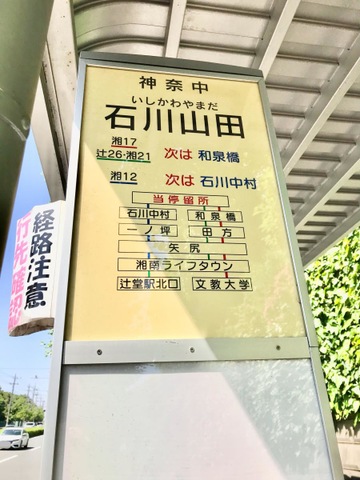 神奈中
いしかわやまだ
石川山田
湘17
辻26・湘21 次は 和泉橋
湘12 次は 石川中村
当停留所
石川中村 和泉橋
一ノ坪 田方
矢尻
湘南ライフタウン
辻堂駅北口 文教大学
経路注意
行先確認